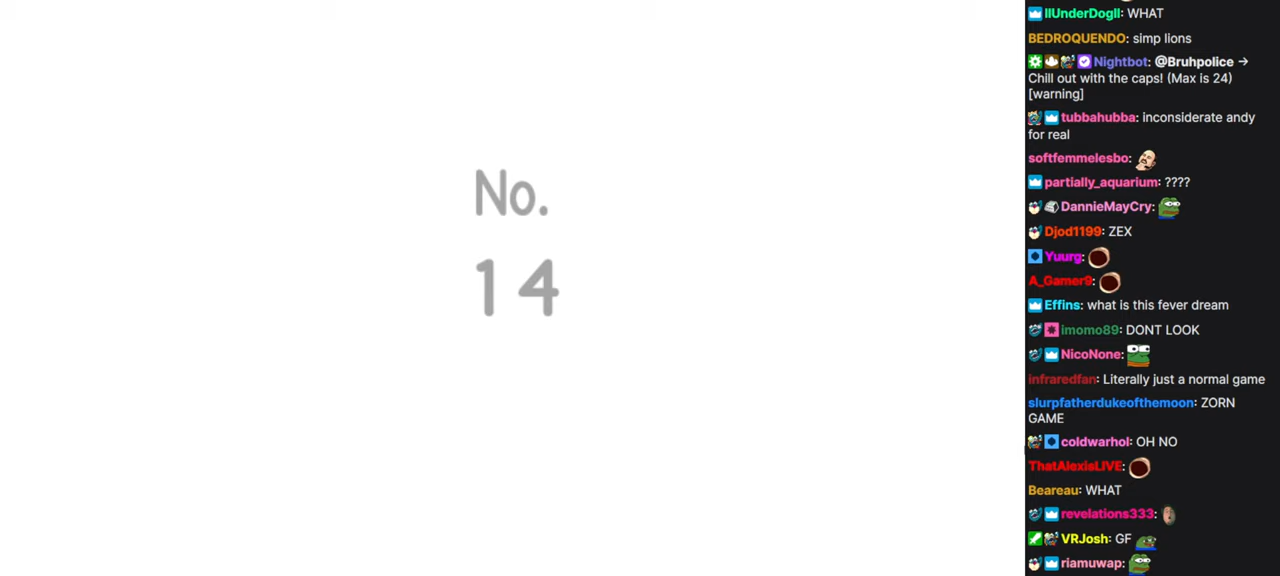 No.
14
llUnderDogll: WHAT
BEDROQUENDO: simp lions
Nightbot: @Bruhpolice →
Chill out with the caps! (Max is 24)
[warning]
tubbahubba: inconsiderate andy
for real
softfemmelesbo:
partially_aquarium: ????
DannieMayCry:
Djod1199: ZEX
Yuurg:
A_Gamer9:
Effins: what is this fever dream
imomo89: DONT LOOK
NicoNone:
infraredfan: Literally just a normal game
slurpfatherdukeofthemoon: ZORN
GAME
coldwarhol: OH NO
ThatAlexisLIVE:
Beareau: WHAT
revelations333:
VRJosh: GF
riamuwap: